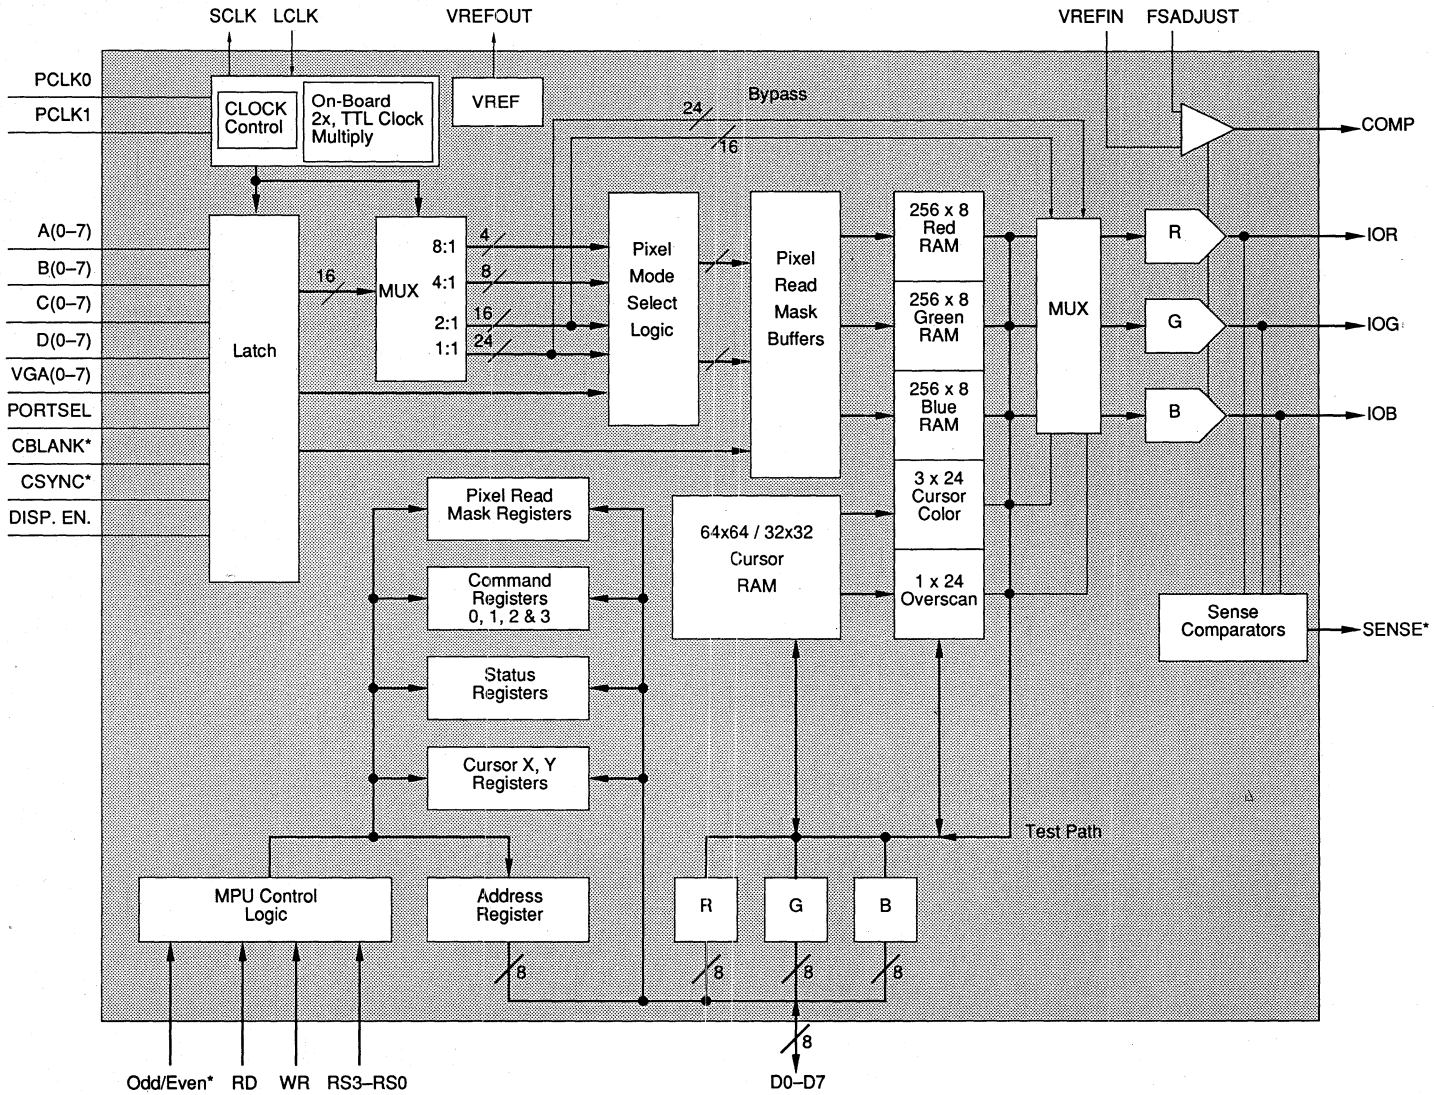 SCLK LCLK VREFOUT VREFIN FSADJUST
PCLK0
PCLK1
CLOCK
Control
On-Board
2x, TTL Clock
Multiply
VREF
24
Bypass
16
COMP
A(0–7)
B(0–7)
C(0–7)
D(0–7)
VGA(0–7)
PORTSEL
CBLANK*
CSYNC*
DISP. EN.
Latch
16
MUX
8:1
4:1
2:1
1:1
4
8
16
24
Pixel
Mode
Select
Logic
Pixel
Read
Mask
Buffers
256 x 8
Red
RAM
256 x 8
Green
RAM
256 x 8
Blue
RAM
3 x 24
Cursor
Color
1 x 24
Overscan
MUX
R
G
B
IOR
IOG
IOB
64x64 / 32x32
Cursor
RAM
Sense
Comparators
SENSE*
Pixel Read
Mask Registers
Command
Registers
0, 1, 2 & 3
Status
Registers
Cursor X, Y
Registers
Test Path
MPU Control
Logic
Address
Register
R
G
B
8
8
8
8
8
Odd/Even* RD WR RS3–RS0
D0–D7